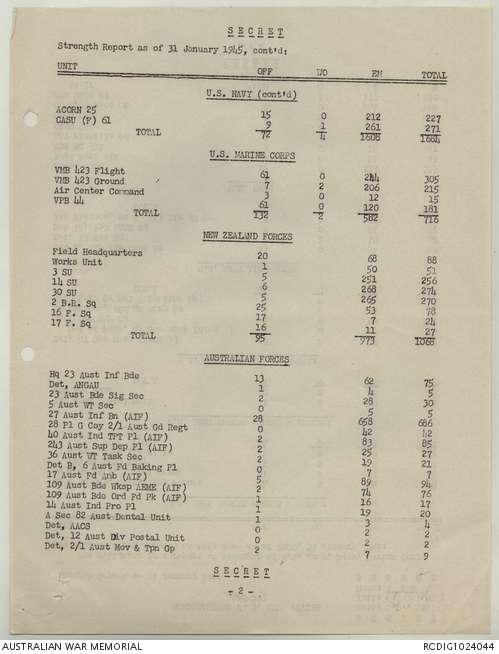 SECRET
Strength Report as of 31 January 1945, cont'd:
UNIT OFF W/O EM TOTAL
U.S. NAVY (cont'd)
ACORN 25 15 0 212 227
CASU (F) 61 9 1 261 271
TOTAL 72 4 1608 1684
U.S. MARINE CORPS
VMB 423 Flight 61 0 244 305
VMB 423 Ground 7 2 206 215
Air Center Command 3 0 12 15
VPB 44 61 0 120 181
TOTAL 132 2 582 716
NEW ZEALAND FORCES
Field Headquarters 20 68 88
Works Unit 1 50 51
3 SU 5 251 256
14 SU 6 268 274
30 SU 5 265 270
2 B.R. Sq 25 53 78
16 F. Sq 17 7 24
17 F. Sq 16 11 27
TOTAL 95 973 1068
AUSTRALIAN FORCES
Hq 23 Aust Inf Bde 13 62 75
Det, ANGAU 1 4 5
23 Aust Bde Sig Sec 2 28 30
5 Aust WT Sec 0 5 5
27 Aust Inf Bn (AIF) 28 658 686
28 Pl G Coy 2/1 Aust Gd Regt 0 42 42
40 Aust Ind TPT Pl (AIF) 2 83 85
243 Aust Sup Dep Pl (AIF) 2 25 27
36 Aust WT Task Sec 2 19 21
Det B, 6 Aust Fd Baking Pl 0 7 7
17 Aust Fd Amb (AIF) 5 89 94
109 Aust Bde Wksp AEME (AIF) 2 74 76
109 Aust Bde Ord Fd Pk (AIF) 1 16 17
14 Aust Ind Pro Pl 1 19 20
A Sec 82 Aust Dental Unit 1 3 4
Det, AACS 0 2 2
Det, 12 Aust Div Postal Unit 0 2 2
Det, 2/1 Aust Mov & Tpn Gp 2 7 9
SECRET
- 2 -
AUSTRALIAN WAR MEMORIAL RCDIG1024044